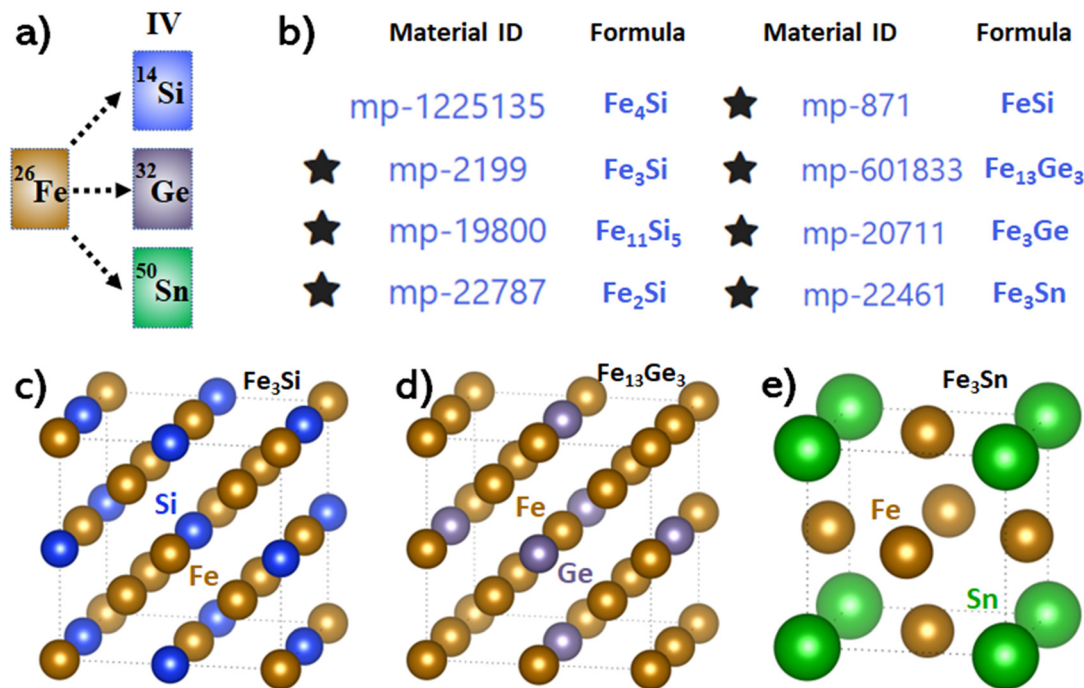 a)
IV
14Si
26Fe
32Ge
50Sn
b)
Material ID Formula Material ID Formula
mp-1225135 Fe₄Si ★ mp-871 FeSi
★ mp-2199 Fe₃Si ★ mp-601833 Fe₁₃Ge₃
★ mp-19800 Fe₁₁Si₅ ★ mp-20711 Fe₃Ge
★ mp-22787 Fe₂Si ★ mp-22461 Fe₃Sn
c)
Fe₃Si
Si
Fe
d)
Fe₁₃Ge₃
Fe
Ge
e)
Fe₃Sn
Fe
Sn